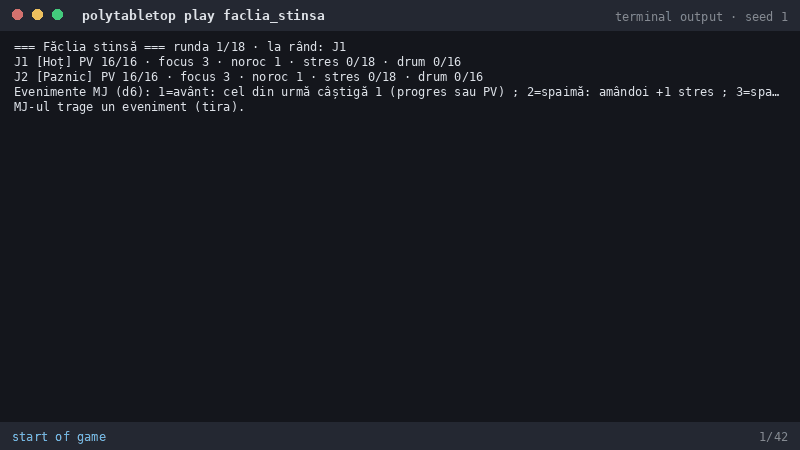 polytabletop play faclia_stinsa
terminal output · seed 1
=== Făclia stinsă === runda 1/18 · la rând: J1
J1 [Hoț] PV 16/16 · focus 3 · noroc 1 · stres 0/18 · drum 0/16
J2 [Paznic] PV 16/16 · focus 3 · noroc 1 · stres 0/18 · drum 0/16
Evenimente MJ (d6): 1=avânt: cel din urmă câștigă 1 (progres sau PV) ; 2=spaimă: amândoi +1 stres ; 3=spa…
MJ-ul trage un eveniment (tira).
start of game
1/42